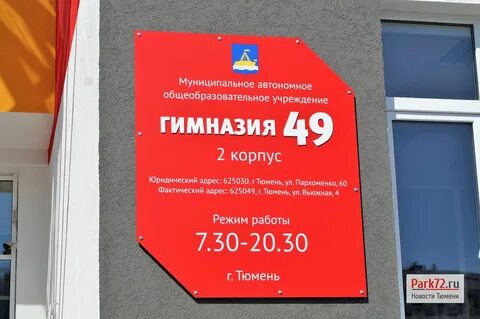 Муниципальное автономное
общеобразовательное учреждение
ГИМНАЗИЯ 49
2 корпус
Юридический адрес: 625030, г Тюмень, ул. Пархоменко, 60
Фактический адрес: 625049, г. Тюмень, ул. Вьюжная, 4
Режим работы
7.30-20.30
г. Тюмень
Park72.ru
Новости Тюмени